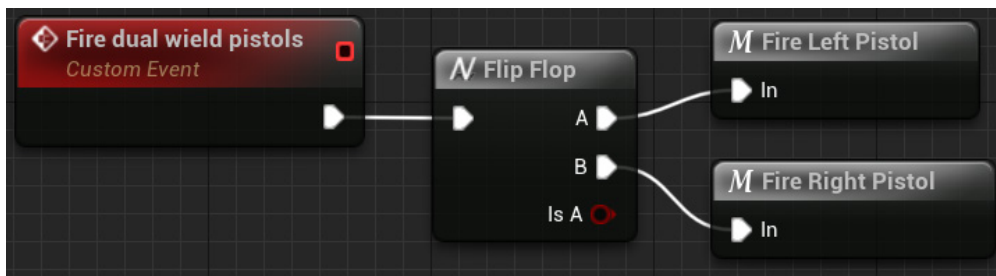 Fire dual wield pistols
Custom Event
Flip Flop
A
B
Is A
M Fire Left Pistol
In
M Fire Right Pistol
In